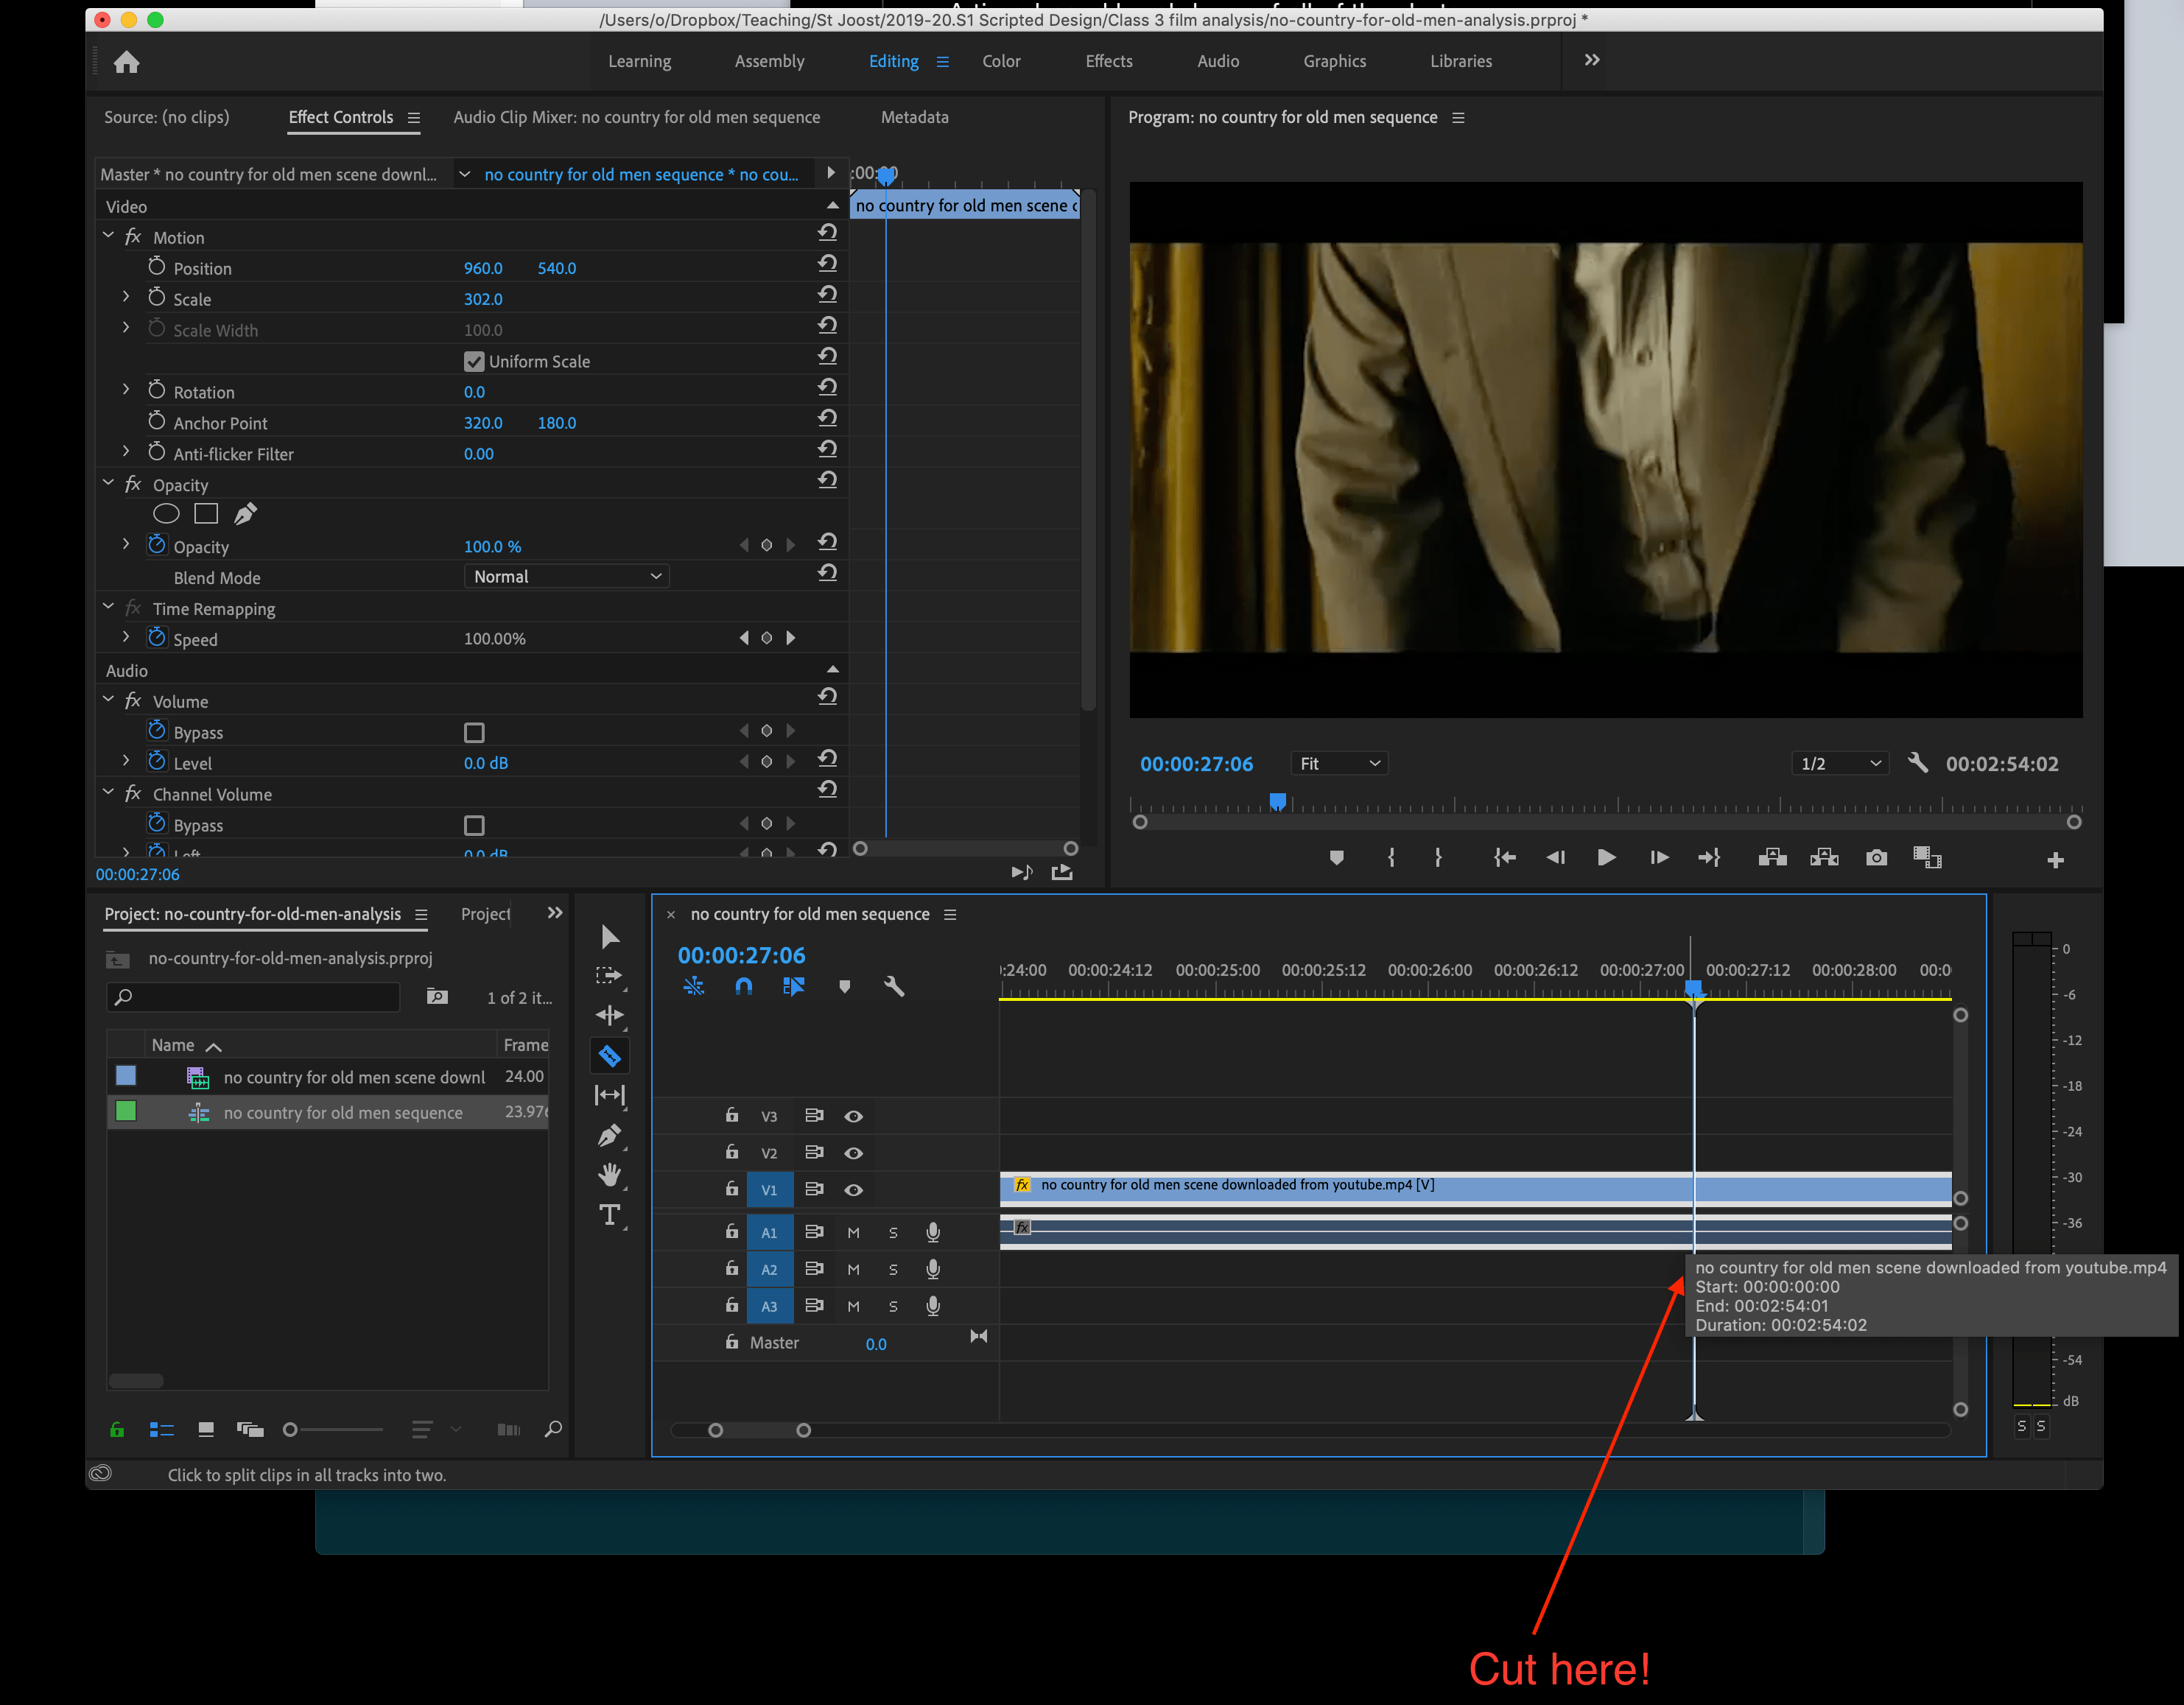 /Users/o/Dropbox/Teaching/St Joost/2019-20.S1 Scripted Design/Class 3 film analysis/no-country-for-old-men-analysis.prproj *
Learning Assembly Editing Color Effects Audio Graphics Libraries
Source: (no clips) Effect Controls Audio Clip Mixer: no country for old men sequence Metadata
Master * no country for old men scene downl... no country for old men sequence * no cou...
:00:00
no country for old men scene
Video
fx Motion
Position 960.0 540.0
Scale 302.0
Scale Width 100.0
Uniform Scale
Rotation 0.0
Anchor Point 320.0 180.0
Anti-flicker Filter 0.00
fx Opacity
Opacity 100.0 %
Blend Mode Normal
fx Time Remapping
Speed 100.00%
Audio
fx Volume
Bypass
Level 0.0 dB
fx Channel Volume
Bypass
Left 0.0 dB
00:00:27:06
Program: no country for old men sequence
00:00:27:06 Fit 1/2 00:02:54:02
Project: no-country-for-old-men-analysis Project
no-country-for-old-men-analysis.prproj
1 of 2 it...
Name Frame
no country for old men scene downl 24.00
no country for old men sequence 23.976
no country for old men sequence
00:00:27:06
:24:00 00:00:24:12 00:00:25:00 00:00:25:12 00:00:26:00 00:00:26:12 00:00:27:00 00:00:27:12 00:00:28:00 00:0
V3
V2
V1 fx no country for old men scene downloaded from youtube.mp4 [V]
A1 M S fx
A2 M S
A3 M S
Master 0.0
no country for old men scene downloaded from youtube.mp4
Start: 00:00:00:00
End: 00:02:54:01
Duration: 00:02:54:02
0
-6
-12
-18
-24
-30
-36
-54
dB
S S
Click to split clips in all tracks into two.
Cut here!